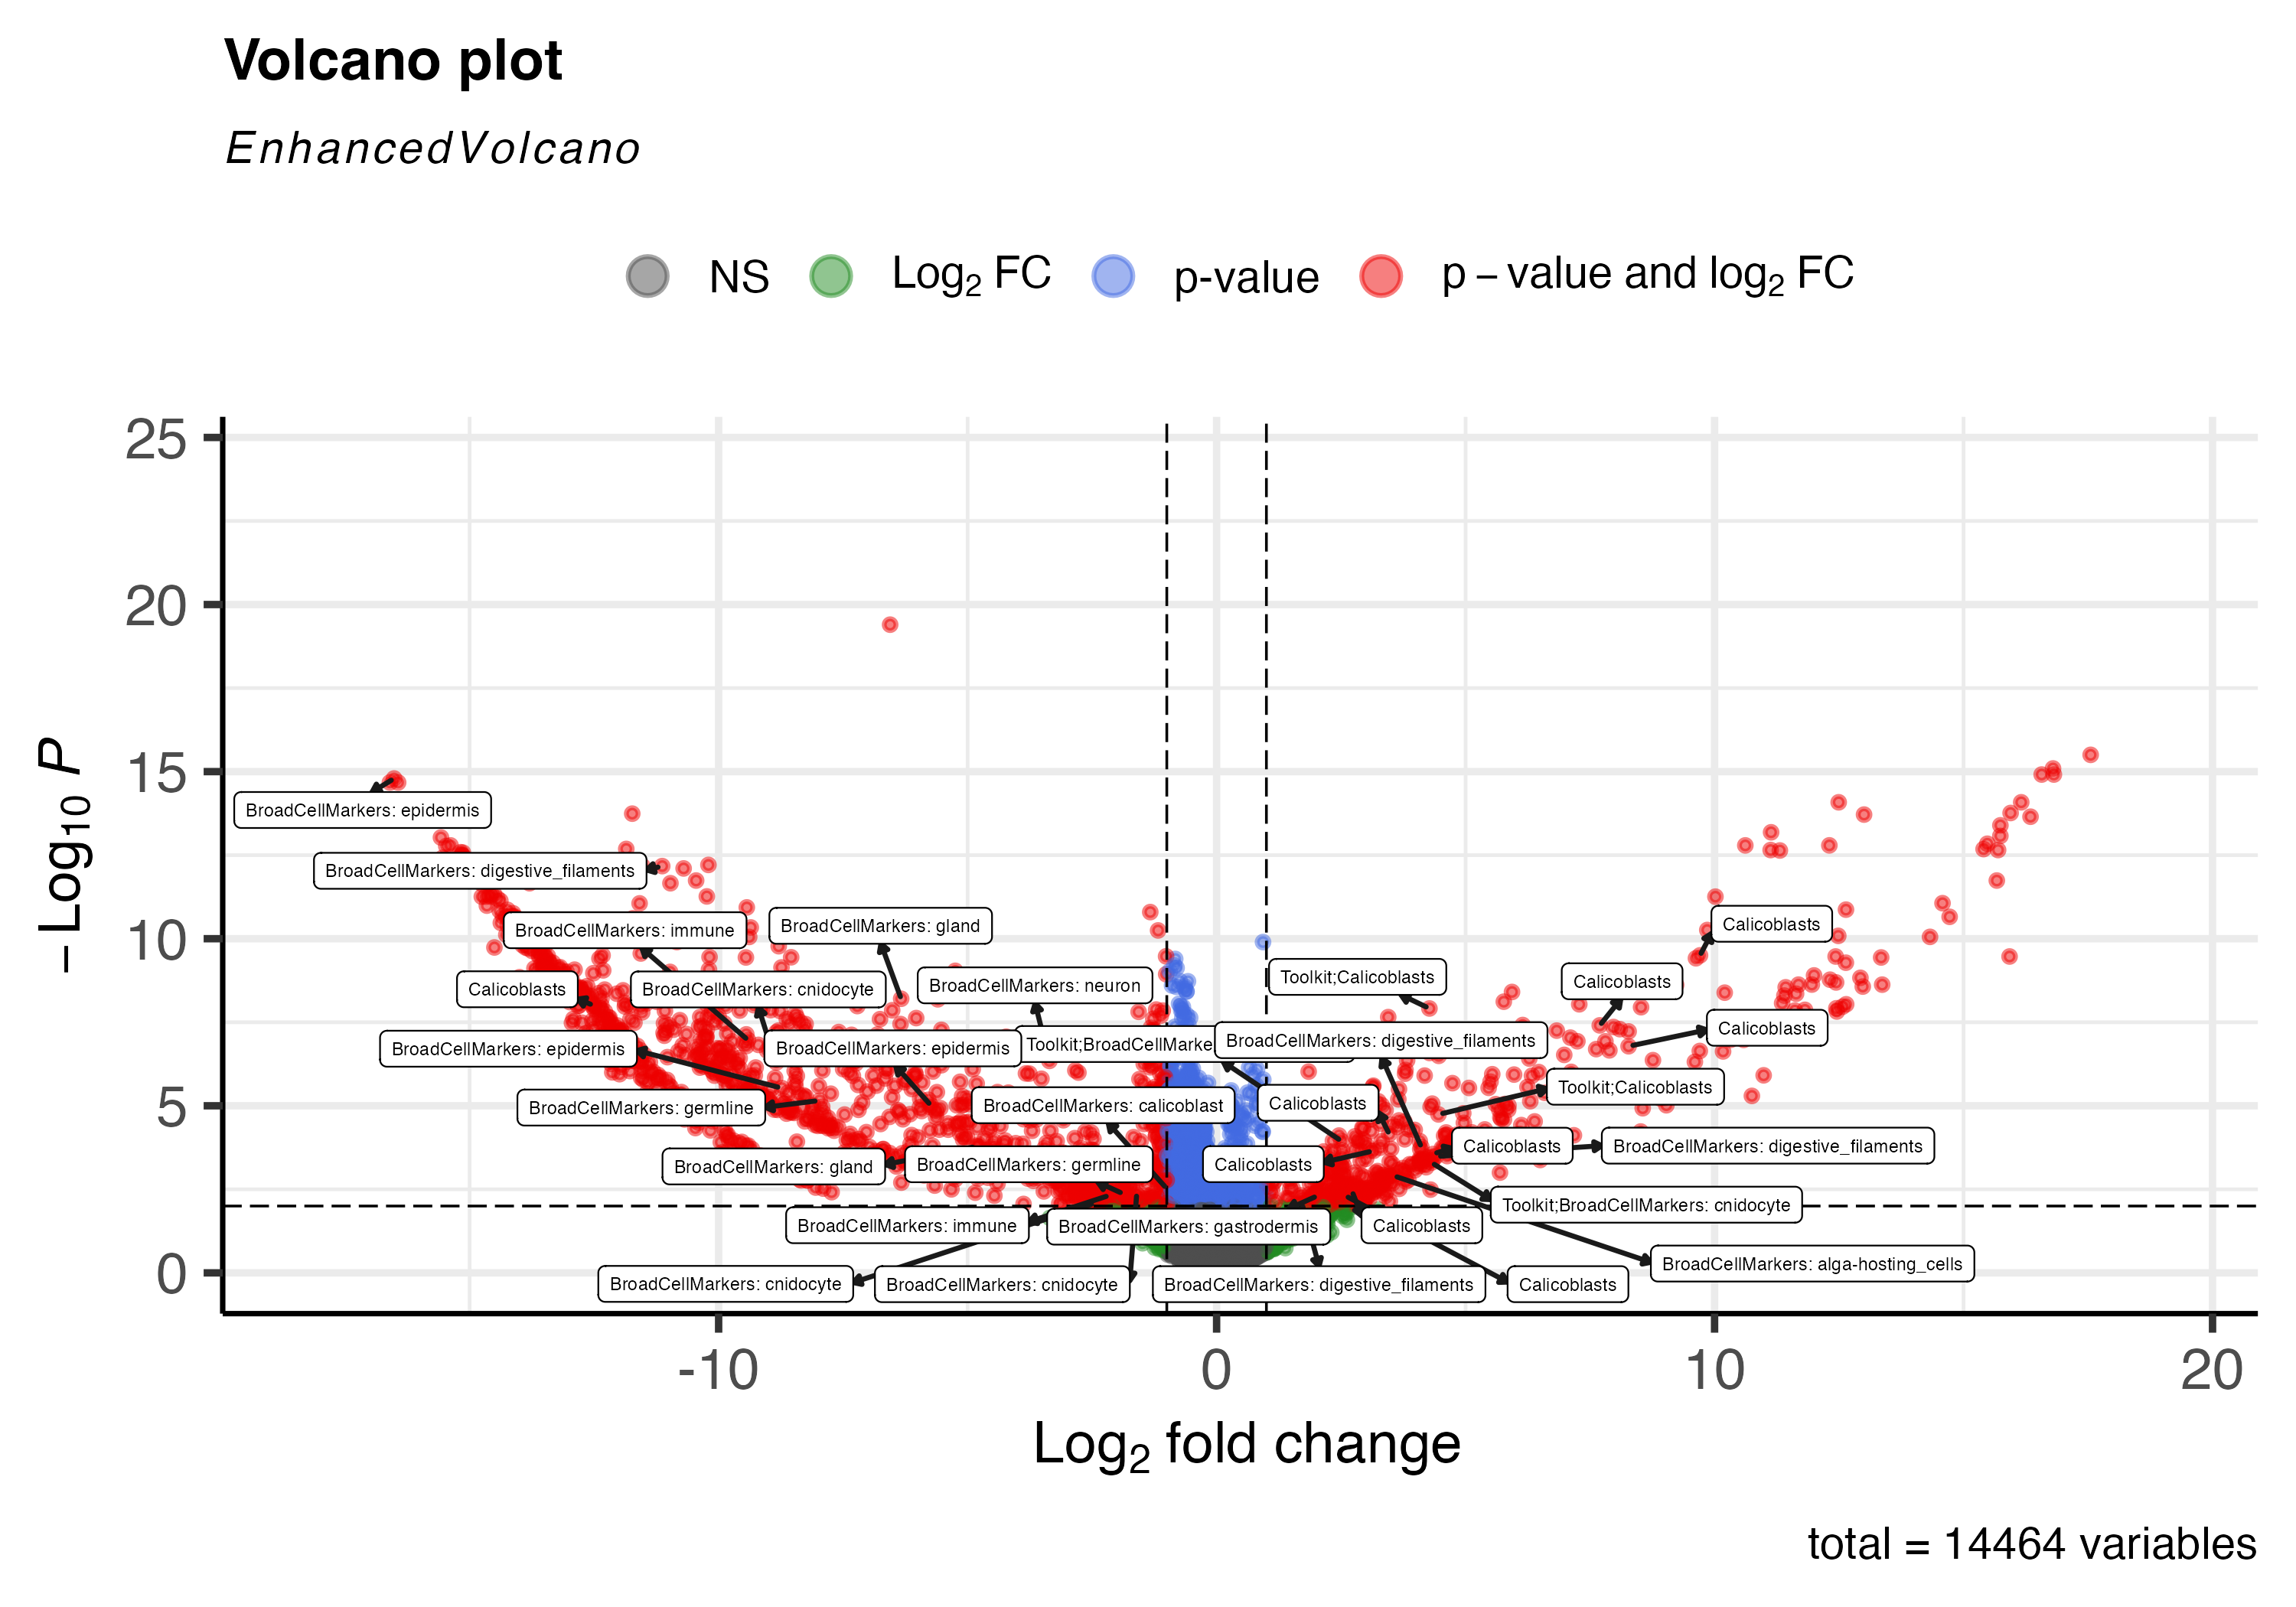 Volcano plot
EnhancedVolcano
NS Log2 FC p-value p – value and log2 FC
25
20
15
10
5
0
–Log10 P
BroadCellMarkers: epidermis
BroadCellMarkers: digestive_filaments
BroadCellMarkers: immune
BroadCellMarkers: gland
Calicoblasts
Calicoblasts
BroadCellMarkers: cnidocyte
BroadCellMarkers: neuron
Toolkit;Calicoblasts
Calicoblasts
Calicoblasts
BroadCellMarkers: epidermis
BroadCellMarkers: epidermis
Toolkit;BroadCellMarke
BroadCellMarkers: digestive_filaments
Toolkit;Calicoblasts
BroadCellMarkers: germline
BroadCellMarkers: calicoblast
Calicoblasts
Calicoblasts
BroadCellMarkers: digestive_filaments
BroadCellMarkers: gland
BroadCellMarkers: germline
Calicoblasts
Toolkit;BroadCellMarkers: cnidocyte
BroadCellMarkers: immune
BroadCellMarkers: gastrodermis
Calicoblasts
BroadCellMarkers: alga-hosting_cells
BroadCellMarkers: cnidocyte
BroadCellMarkers: cnidocyte
BroadCellMarkers: digestive_filaments
Calicoblasts
-10 0 10 20
Log2 fold change
total = 14464 variables